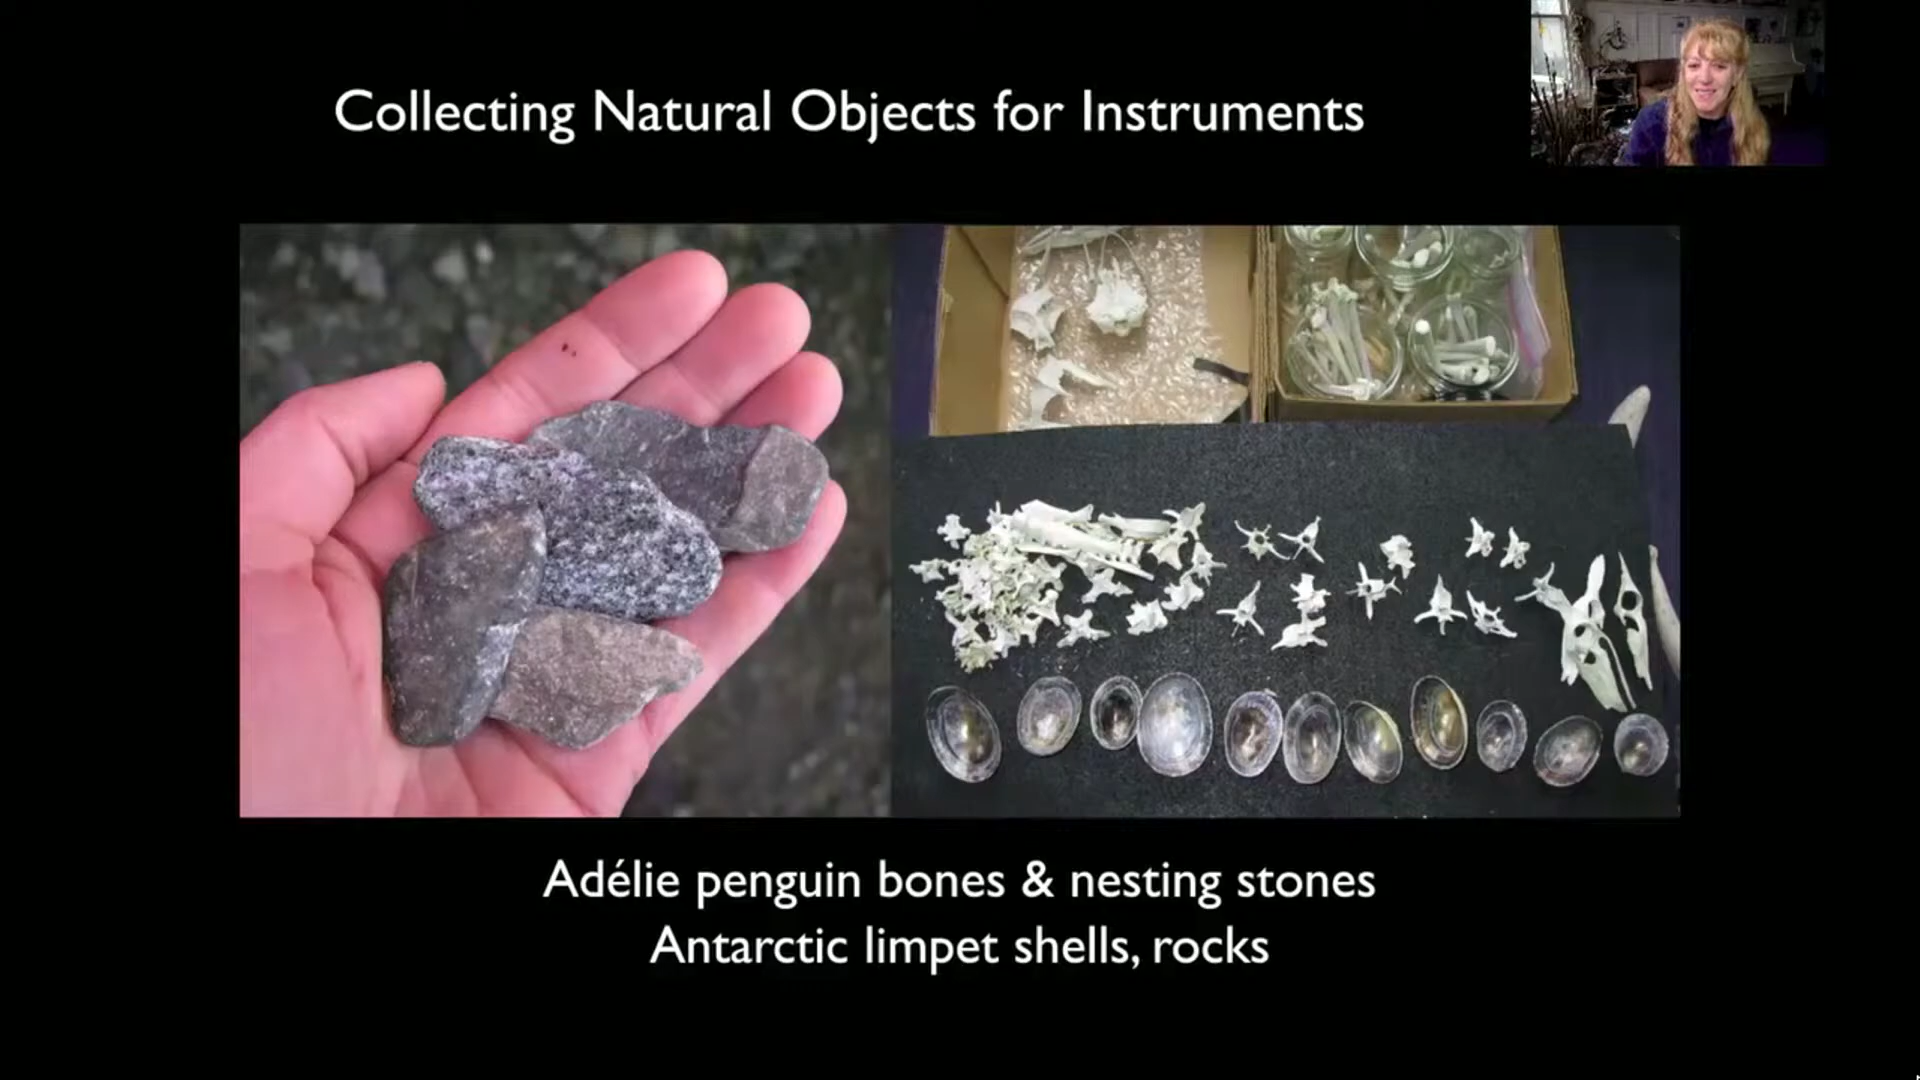 Collecting Natural Objects for Instruments
Adélie penguin bones & nesting stones
Antarctic limpet shells, rocks